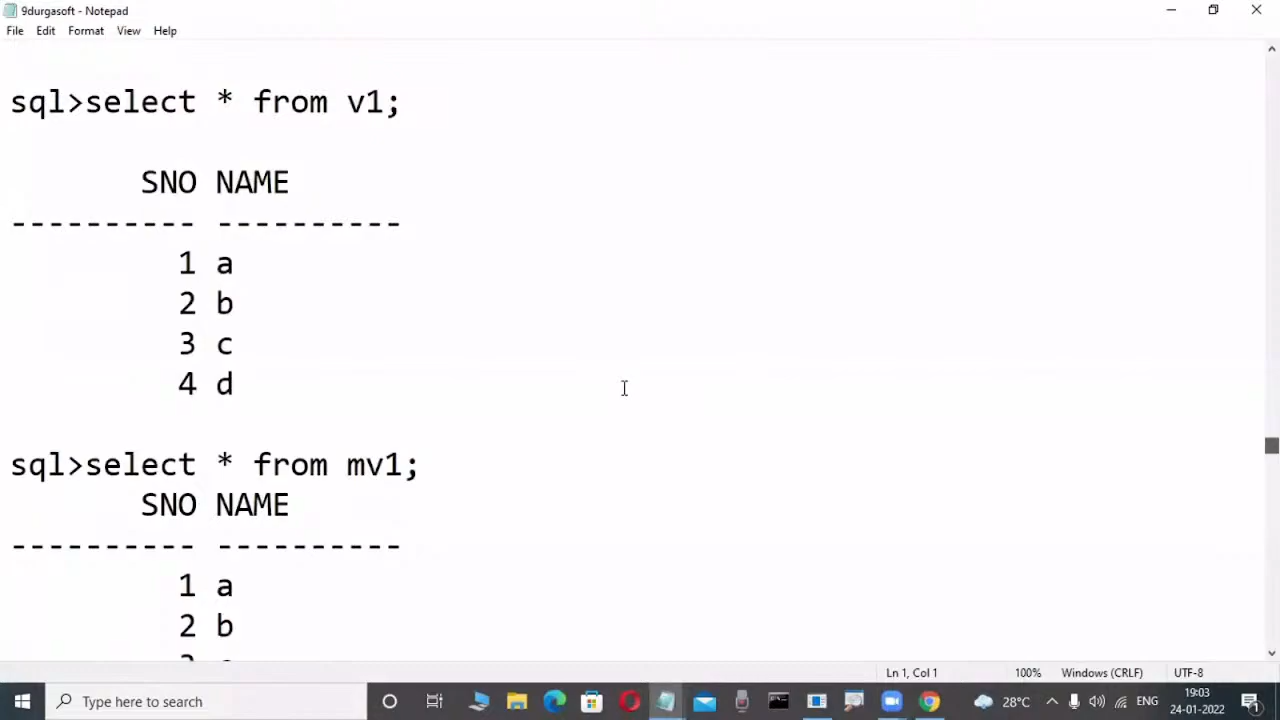 9durgasoft - Notepad
File Edit Format View Help
sql>select * from v1;
SNO NAME
---------- ----------
1 a
2 b
3 c
4 d
sql>select * from mv1;
SNO NAME
---------- ----------
1 a
2 b
Ln 1, Col 1 100% Windows (CRLF) UTF-8
Type here to search
28°C ENG 19:03
24-01-2022
1